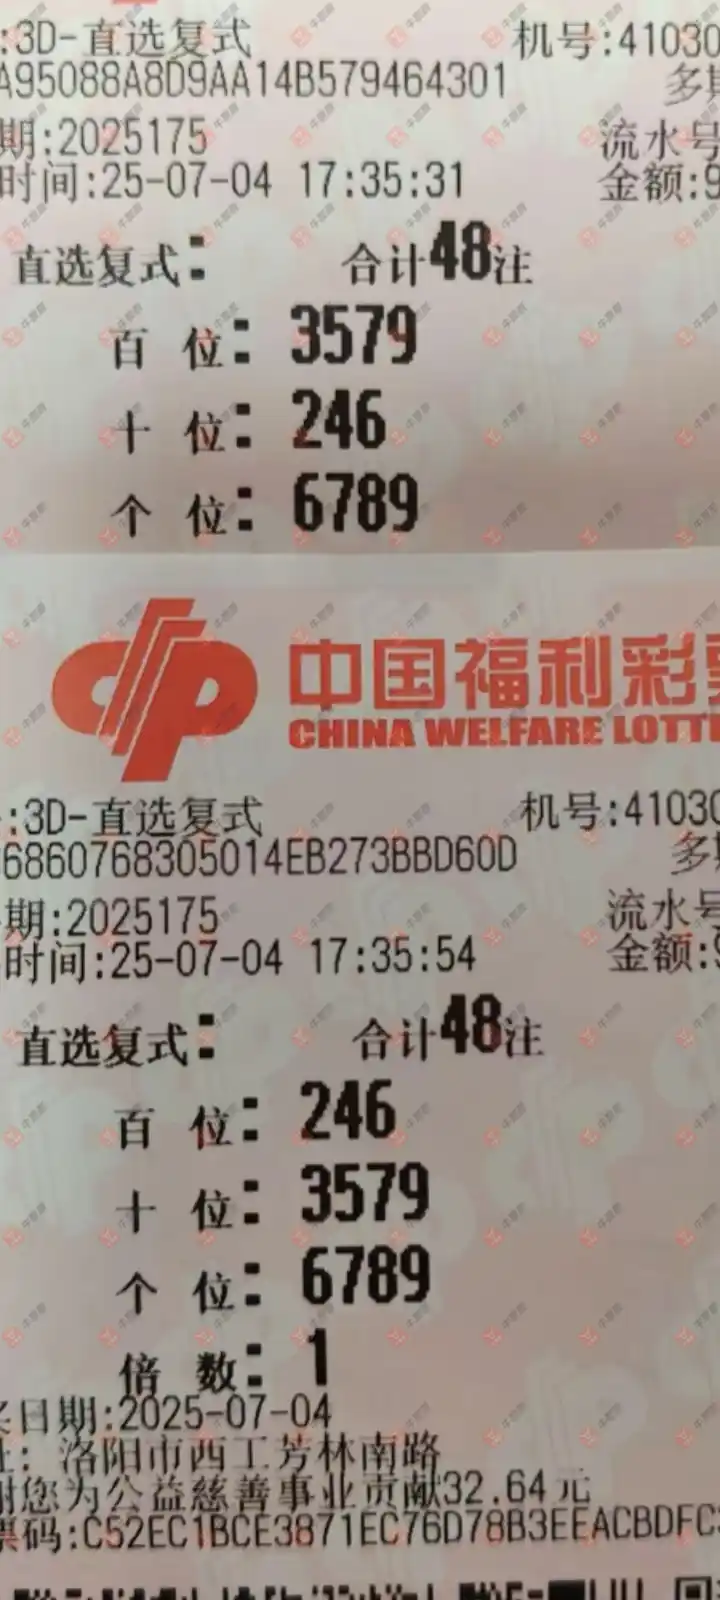 :3D-直选复式 机号:41030
A95088A8D9AA14B579464301 多
期:2025175 流水号
时间:25-07-04 17:35:31 金额:9
直选复式: 合计48注
百 位: 3579
十 位: 246
个 位: 6789
中国福利彩票
CHINA WELFARE LOTT
:3D-直选复式 机号:41030
6860768305014EB273BBD60D 多
期:2025175 流水号
时间:25-07-04 17:35:54 金额:9
直选复式: 合计48注
百 位: 246
十 位: 3579
个 位: 6789
倍 数: 1
奖日期:2025-07-04
址: 洛阳市西工芳林南路
谢您为公益慈善事业贡献32.64元
票码:C52EC1BCE3871EC76D78B3EEACBDFC